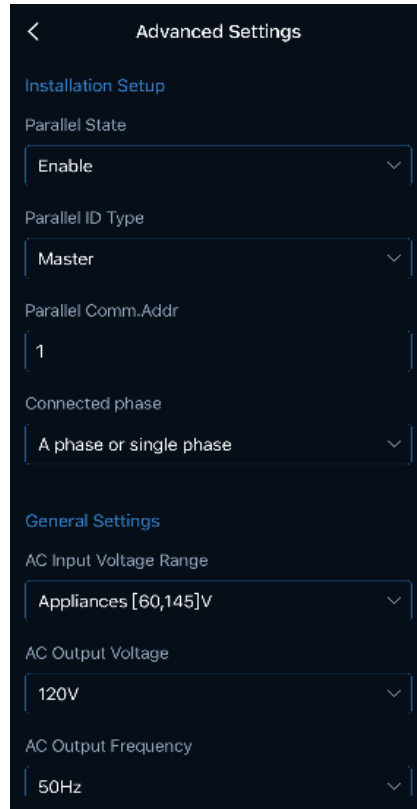 Advanced Settings
Installation Setup
Parallel State
Enable
Parallel ID Type
Master
Parallel Comm.Addr
1
Connected phase
A phase or single phase
General Settings
AC Input Voltage Range
Appliances [60,145]V
AC Output Voltage
120V
AC Output Frequency
50Hz